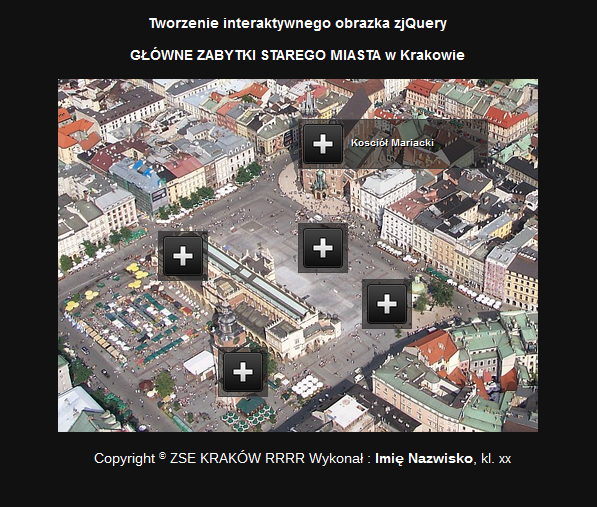 Tworzenie interaktywnego obrazka zjQuery
GŁÓWNE ZABYTKI STAREGO MIASTA w Krakowie
Kosciół Mariacki
Copyright © ZSE KRAKÓW RRRR Wykonał : Imię Nazwisko, kl. xx